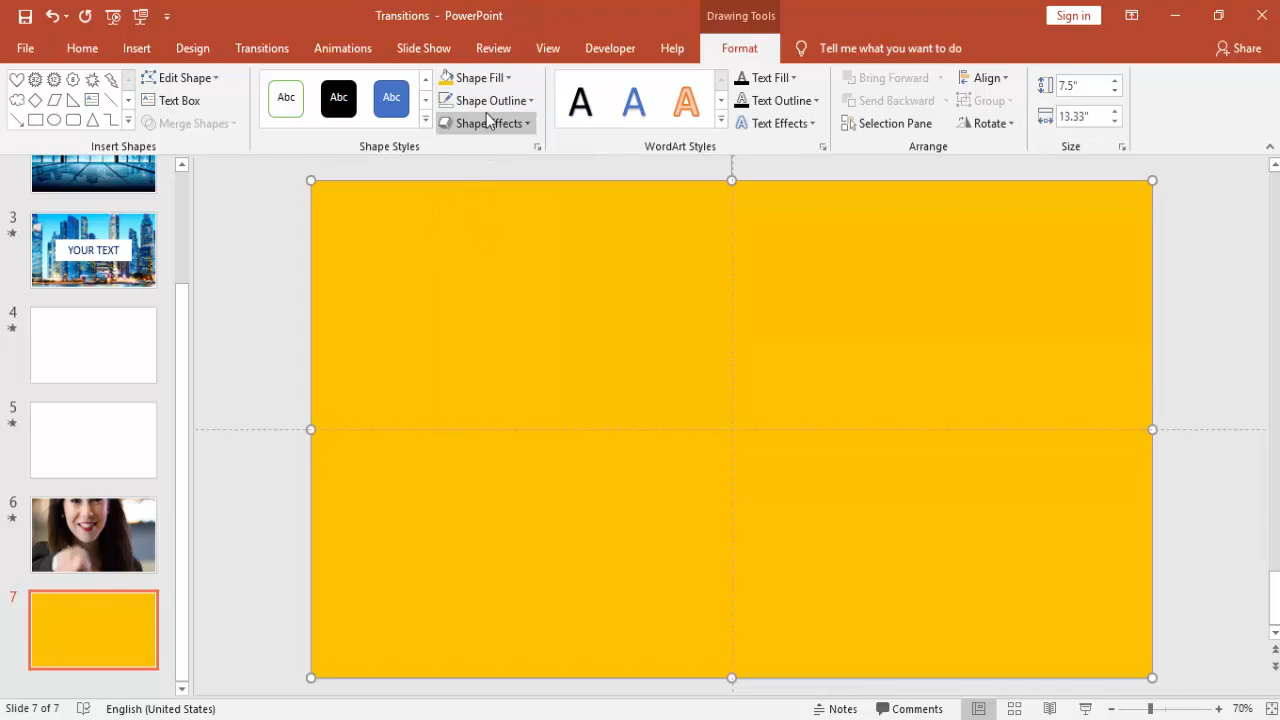 Transitions - PowerPoint
Drawing Tools
Sign in
File Home Insert Design Transitions Animations Slide Show Review View Developer Help Format Tell me what you want to do Share
Edit Shape
Text Box
Merge Shapes
Insert Shapes
Abc Abc Abc
Shape Fill
Shape Outline
Shape Effects
Shape Styles
A A A
Text Fill
Text Outline
Text Effects
WordArt Styles
Bring Forward
Send Backward
Selection Pane
Align
Group
Rotate
Arrange
7.5"
13.33"
Size
3
YOUR TEXT
4
5
6
7
Slide 7 of 7 English (United States) Notes Comments 70%